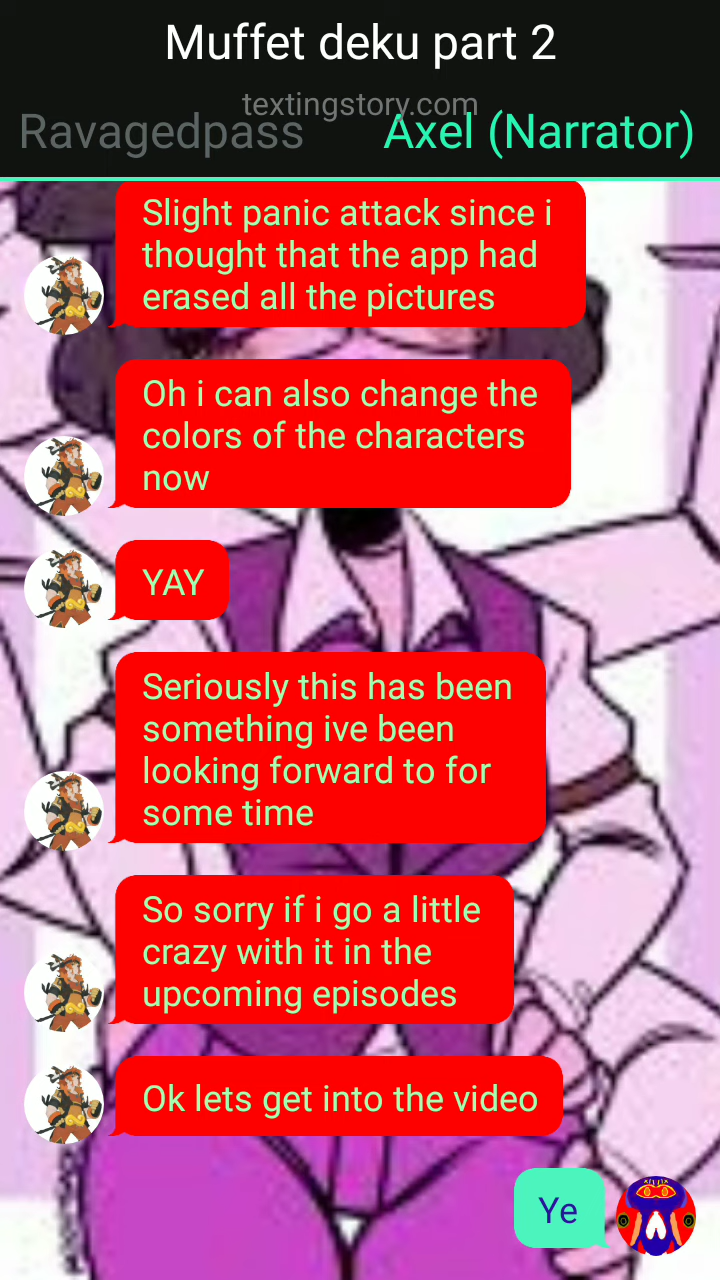 Muffet deku part 2
textingstory.com
Ravagedpass
Axel (Narrator)
Slight panic attack since i
thought that the app had
erased all the pictures
Oh i can also change the
colors of the characters
now
YAY
Seriously this has been
something ive been
looking forward to for
some time
So sorry if i go a little
crazy with it in the
upcoming episodes
Ok lets get into the video
Ye